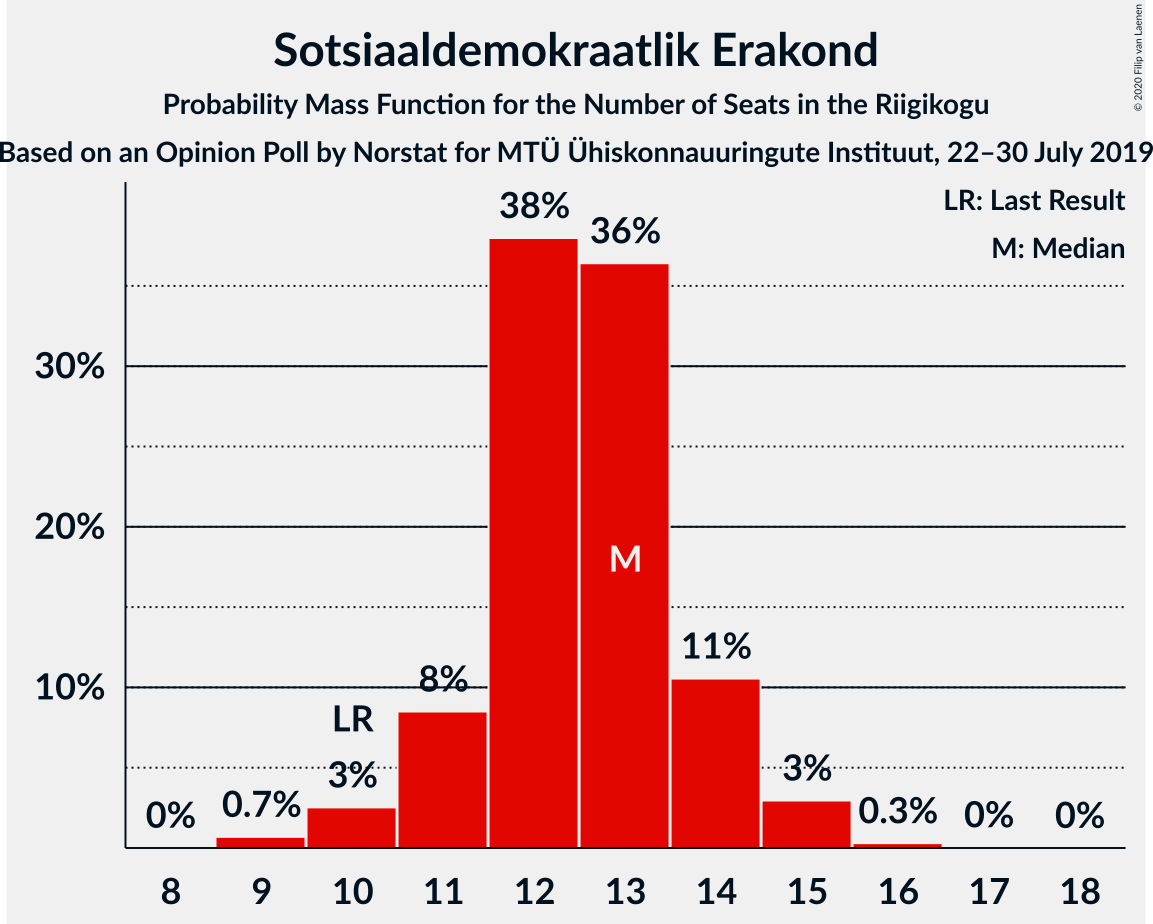 Sotsiaaldemokraatlik Erakond
Probability Mass Function for the Number of Seats in the Riigikogu
Based on an Opinion Poll by Norstat for MTÜ Ühiskonnauuringute Instituut, 22–30 July 2019
© 2020 Filip van Laenen
LR: Last Result
M: Median
38%
36%
30%
20%
M
11%
8%
10%
LR
3%
3%
0%
0.7%
0.3%
0%
0%
8 9 10 11 12 13 14 15 16 17 18